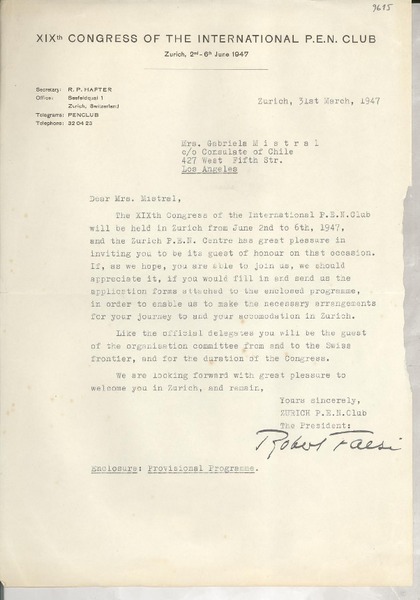 3615
XIXth CONGRESS OF THE INTERNATIONAL P.E.N. CLUB
Zurich, 2nd-6th June 1947
Secretary: R. P. HAFTER
Office: Seefeldquai 1
Zurich, Switzerland
Telegrams: PENCLUB
Telephone: 32 04 23
Zurich, 31st March, 1947
Mrs. Gabriela Mistral
c/o Consulate of Chile
427 West Fifth Str.
Los Angeles
Dear Mrs. Mistral,
The XIXth Congress of the International P.E.N.Club
will be held in Zurich from June 2nd to 6th, 1947,
and the Zurich P.E.N. Centre has great pleasure in
inviting you to be its guest of honour on that occasion.
If, as we hope, you are able to join us, we should
appreciate it, if you would fill in and send us the
application forms attached to the enclosed programme,
in order to enable us to make the necessary arrangements
for your journey to and your accomodation in Zurich.
Like the official delegates you will be the guest
of the organisation committee from and to the Swiss
frontier, and for the duration of the Congress.
We are looking forward with great pleasure to
welcome you in Zurich, and remain,
Yours sincerely,
ZURICH P.E.N.Club
The President:
Robert Faesi
Enclosure: Provisional Programme.